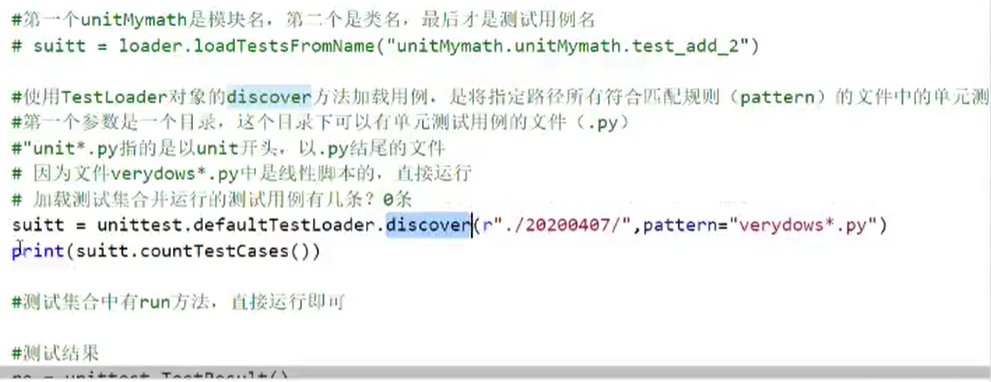 #第一个unitMymath是模块名，第二个是类名，最后才是测试用例名
# suitt = loader.loadTestsFromName("unitMymath.unitMymath.test_add_2")
#使用TestLoader对象的discover方法加载用例，是将指定路径所有符合匹配规则（pattern）的文件中的单元测
#第一个参数是一个目录，这个目录下可以有单元测试用例的文件（.py）
#"unit*.py指的是以unit开头，以.py结尾的文件
# 因为文件verydows*.py中是线性脚本的，直接运行
# 加载测试集合并运行的测试用例有几条？0条
suitt = unittest.defaultTestLoader.discover(r"./20200407/",pattern="verydows*.py")
print(suitt.countTestCases())
#测试集合中有run方法，直接运行即可
#测试结果
= unittest.TestResult()